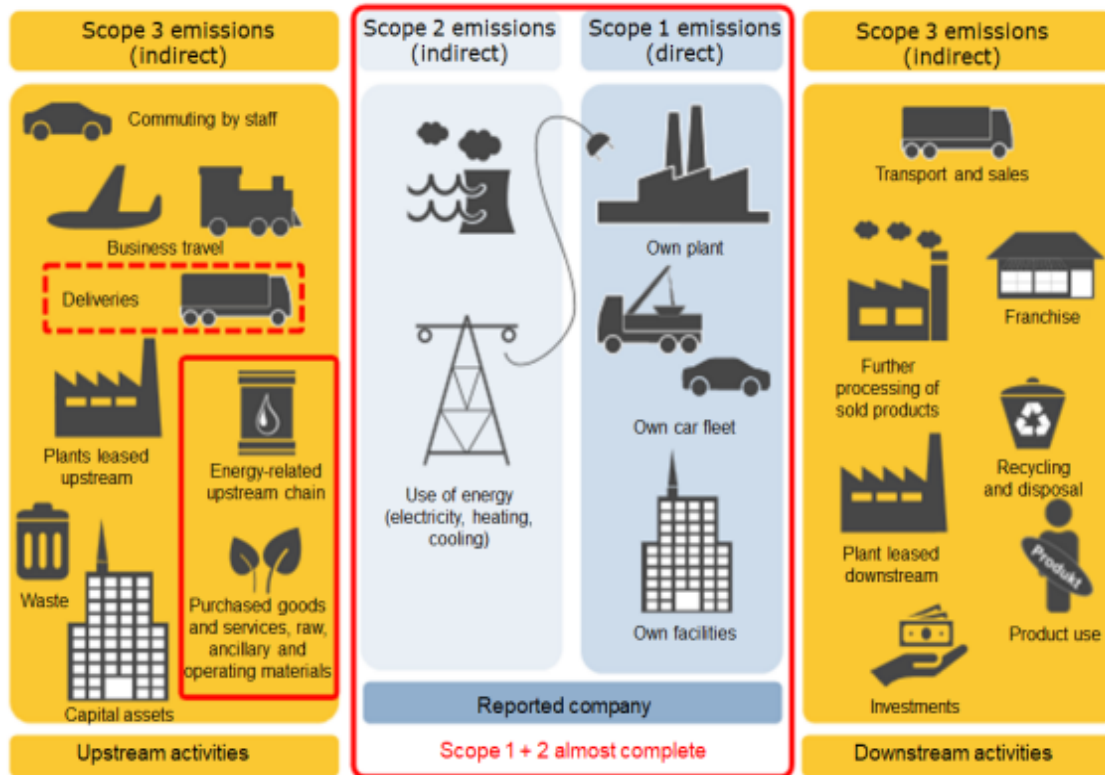 Scope 3 emissions
(indirect)
Commuting by staff
Business travel
Deliveries
Plants leased
upstream
Energy-related
upstream chain
Waste
Capital assets
Purchased goods
and services, raw,
ancillary and
operating materials
Upstream activities
Scope 2 emissions
(indirect)
Use of energy
(electricity, heating,
cooling)
Scope 1 emissions
(direct)
Own plant
Own car fleet
Own facilities
Reported company
Scope 1 + 2 almost complete
Scope 3 emissions
(indirect)
Transport and sales
Further
processing of
sold products
Franchise
Recycling
and disposal
Plant leased
downstream
Produkt
Product use
Investments
Downstream activities